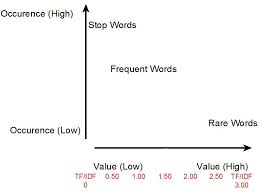 Occurence (High)
Stop Words
Frequent Words
Rare Words
Occurence (Low)
Value (Low) Value (High)
TF/IDF 0.50 1.00 1.50 2.00 2.50 TF/IDF
0 3.00